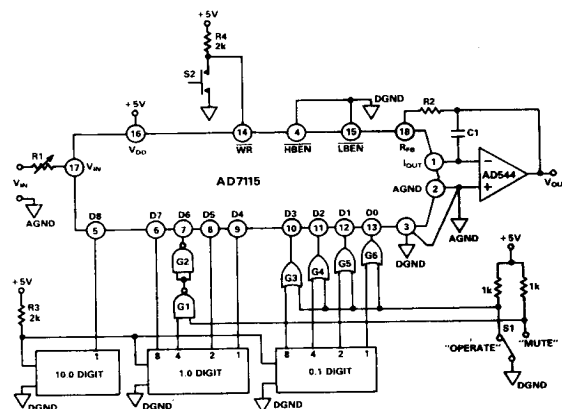 +5V
R4
2k
S2
+5V
DGND
16
14
4
15
18
R2
R1
VDD
WR
HBEN
LBEN
RFB
C1
17
VIN
IOUT
1
−
VIN
AD7115
AD544
VOUT
AGND
2
+
AGND
D8
D7
D6
D5
D4
D3
D2
D1
D0
5
6
7
8
9
10
11
12
13
3
AGND
DGND
+5V
G2
G3
G4
G5
G6
+5V
1k
1k
R3
2k
G1
S1
"OPERATE"
"MUTE"
1
8
4
2
1
8
4
2
1
10.0 DIGIT
1.0 DIGIT
0.1 DIGIT
DGND
DGND
DGND
DGND